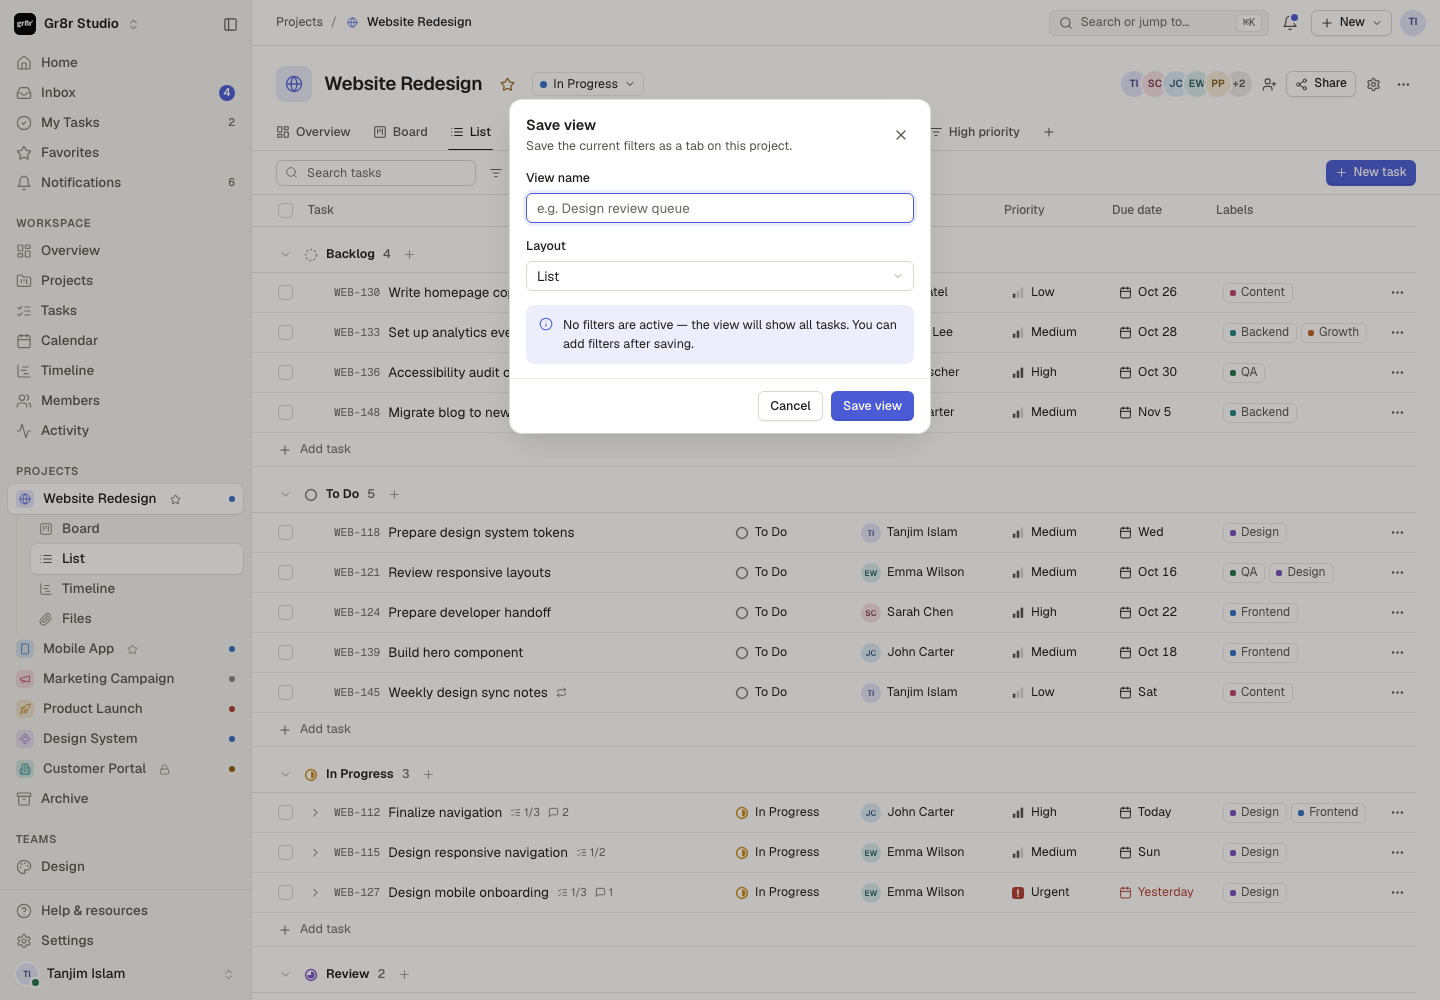 gr8r
Gr8r Studio
Home
Inbox 4
My Tasks 2
Favorites
Notifications 6
WORKSPACE
Overview
Projects
Tasks
Calendar
Timeline
Members
Activity
PROJECTS
Website Redesign
Board
List
Timeline
Files
Mobile App
Marketing Campaign
Product Launch
Design System
Customer Portal
Archive
TEAMS
Design
Help & resources
Settings
TI Tanjim Islam
Projects / Website Redesign
Search or jump to... ⌘K
New
TI
Website Redesign
In Progress
TI SC JC EW PP +2
Share
Overview Board List High priority
Search tasks
New task
Task Priority Due date Labels
Backlog 4
WEB-130 Write homepage Low Oct 26 Content
WEB-133 Set up analytics Lee Medium Oct 28 Backend Growth
WEB-136 Accessibility audit High Oct 30 QA
WEB-148 Migrate blog to new Medium Nov 5 Backend
Add task
Save view
Save the current filters as a tab on this project.
View name
e.g. Design review queue
Layout
List
No filters are active — the view will show all tasks. You can
add filters after saving.
Cancel Save view
To Do 5
WEB-118 Prepare design system tokens To Do TI Tanjim Islam Medium Wed Design
WEB-121 Review responsive layouts To Do EW Emma Wilson Medium Oct 16 QA Design
WEB-124 Prepare developer handoff To Do SC Sarah Chen High Oct 22 Frontend
WEB-139 Build hero component To Do JC John Carter Medium Oct 18 Frontend
WEB-145 Weekly design sync notes To Do TI Tanjim Islam Low Sat Content
Add task
In Progress 3
WEB-112 Finalize navigation 1/3 2 In Progress JC John Carter High Today Design Frontend
WEB-115 Design responsive navigation 1/2 In Progress EW Emma Wilson Medium Sun Design
WEB-127 Design mobile onboarding 1/3 1 In Progress EW Emma Wilson Urgent Yesterday Design
Add task
Review 2